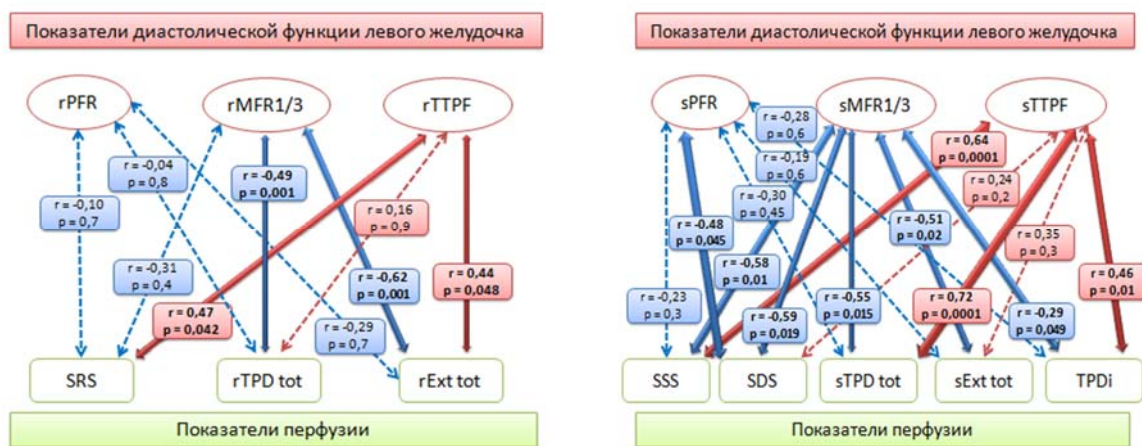 Показатели диастолической функции левого желудочка
rPFR
rMFR1/3
rTTPF
r = -0,04
p = 0,8
r = -0,49
p = 0,001
r = -0,10
p = 0,7
r = 0,16
p = 0,9
r = -0,31
p = 0,4
r = -0,62
p = 0,001
r = 0,44
p = 0,048
r = 0,47
p = 0,042
r = -0,29
p = 0,7
SRS
rTPD tot
rExt tot
Показатели перфузии
Показатели диастолической функции левого желудочка
sPFR
sMFR1/3
sTTPF
r = -0,28
p = 0,6
r = 0,64
p = 0,0001
r = -0,19
p = 0,6
r = 0,24
p = 0,2
r = -0,30
p = 0,45
r = -0.48
p = 0,045
r = -0,51
p = 0,02
r = 0,35
p = 0,3
r = -0,58
p = 0,01
r = 0,46
p = 0,01
r = -0,23
p = 0,3
r = -0,59
p = 0,019
r = -0,55
p = 0,015
r = 0,72
p = 0,0001
r = -0,29
p = 0,049
SSS
SDS
sTPD tot
sExt tot
TPDi
Показатели перфузии